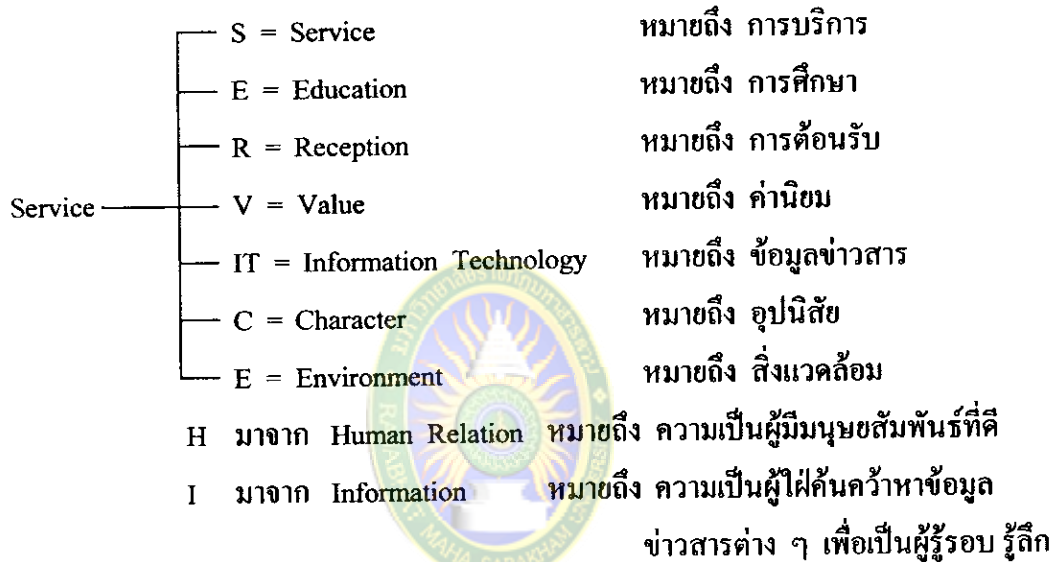 S = Service หมายถึง การบริการ
E = Education หมายถึง การศึกษา
R = Reception หมายถึง การต้อนรับ
Service V = Value หมายถึง ค่านิยม
IT = Information Technology หมายถึง ข้อมูลข่าวสาร
C = Character หมายถึง อุปนิสัย
E = Environment หมายถึง สิ่งแวดล้อม
H มาจาก Human Relation หมายถึง ความเป็นผู้มีมนุษยสัมพันธ์ที่ดี
I มาจาก Information หมายถึง ความเป็นผู้ใฝ่ค้นคว้าหาข้อมูล
ข่าวสารต่าง ๆ เพื่อเป็นผู้รู้รอบ รู้ลึก